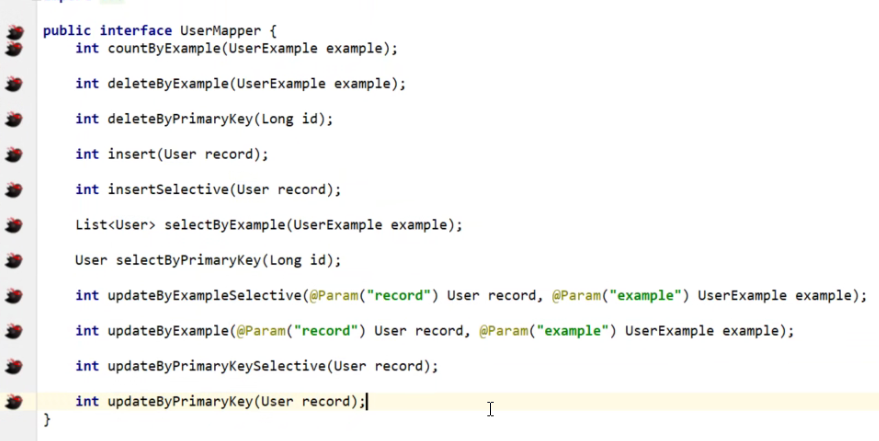 public interface UserMapper {
int countByExample(UserExample example);
int deleteByExample(UserExample example);
int deleteByPrimaryKey(Long id);
int insert(User record);
int insertSelective(User record);
List<User> selectByExample(UserExample example);
User selectByPrimaryKey(Long id);
int updateByExampleSelective(@Param("record") User record, @Param("example") UserExample example);
int updateByExample(@Param("record") User record, @Param("example") UserExample example);
int updateByPrimaryKeySelective(User record);
int updateByPrimaryKey(User record);
}